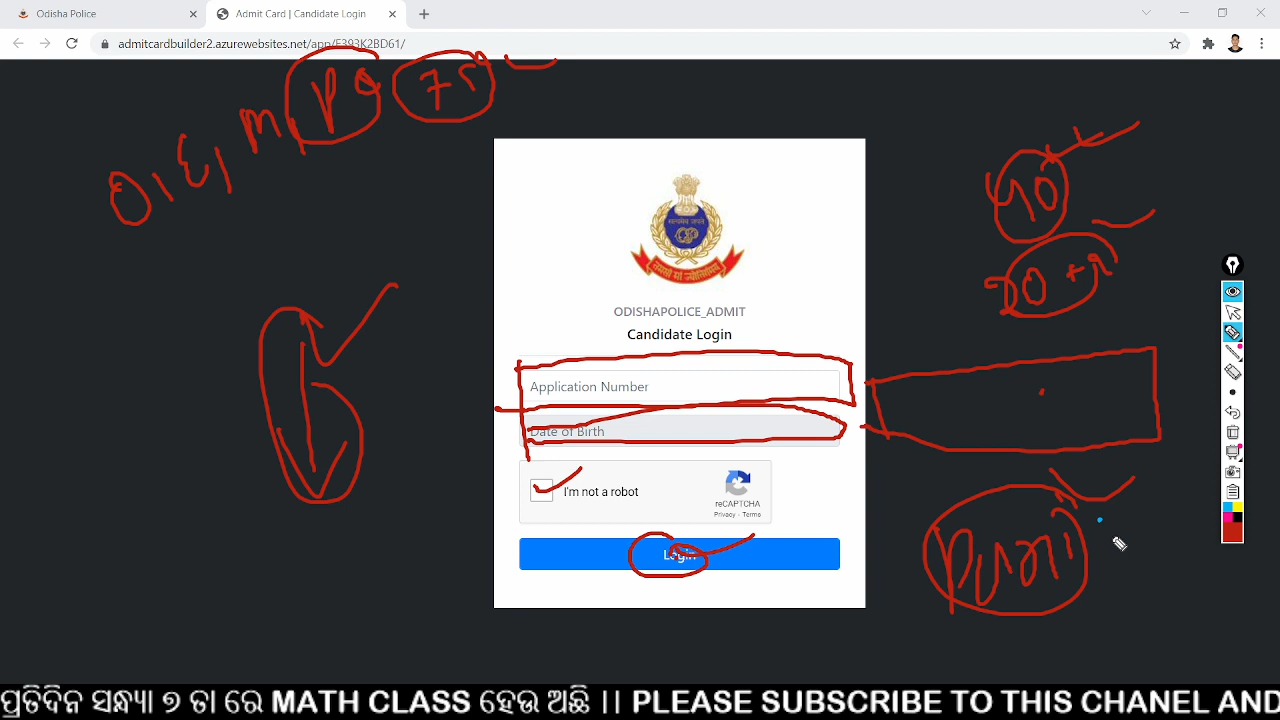 Odisha Police
Admit Card | Candidate Login
admitcardbuilder2.azurewebsites.net/app/F393K2BD61/
ODISHAPOLICE_ADMIT
Candidate Login
Application Number
Date of Birth
I'm not a robot
reCAPTCHA
Privacy - Terms
Login
Puri
ପ୍ରତିଦିନ ସନ୍ଧ୍ୟା ୭ ତା ରେ MATH CLASS ହେଉ ଅଛି ।। PLEASE SUBSCRIBE TO THIS CHANEL AND